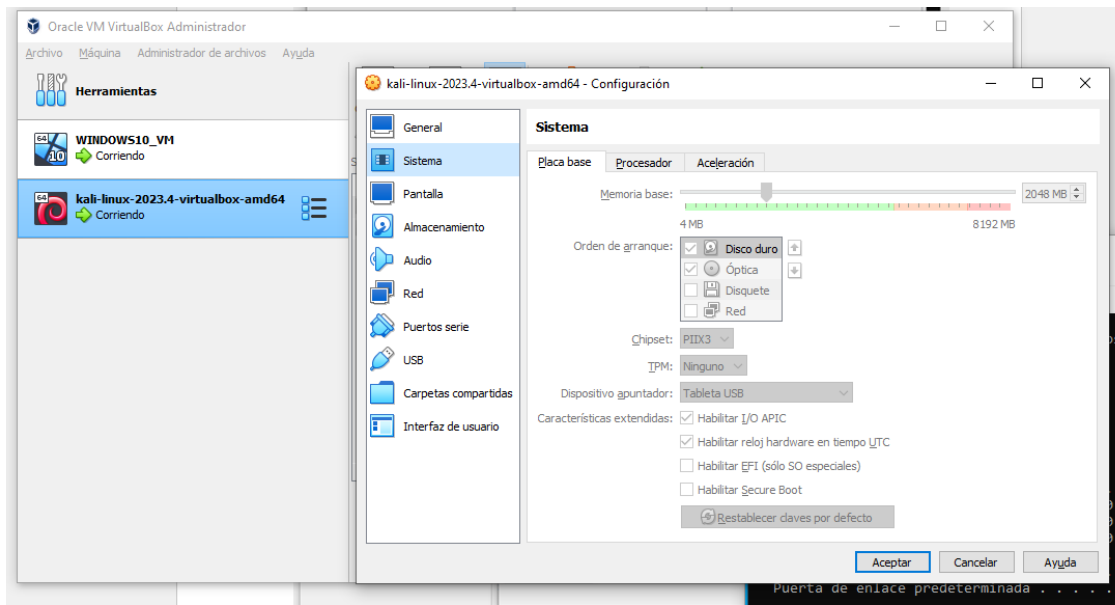 Oracle VM VirtualBox Administrador
Archivo Máquina Administrador de archivos Ayuda
Herramientas
64
10
WINDOWS10_VM
Corriendo
64
kali-linux-2023.4-virtualbox-amd64
Corriendo
kali-linux-2023.4-virtualbox-amd64 - Configuración
General
Sistema
Pantalla
Almacenamiento
Audio
Red
Puertos serie
USB
Carpetas compartidas
Interfaz de usuario
Sistema
Placa base Procesador Aceleración
Memoria base: 2048 MB
4 MB 8192 MB
Orden de arranque: Disco duro
Óptica
Disquete
Red
Chipset: PIIX3
TPM: Ninguno
Dispositivo apuntador: Tableta USB
Características extendidas: Habilitar I/O APIC
Habilitar reloj hardware en tiempo UTC
Habilitar EFI (sólo SO especiales)
Habilitar Secure Boot
Restablecer claves por defecto
Aceptar Cancelar Ayuda
Puerta de enlace predeterminada . . . . .